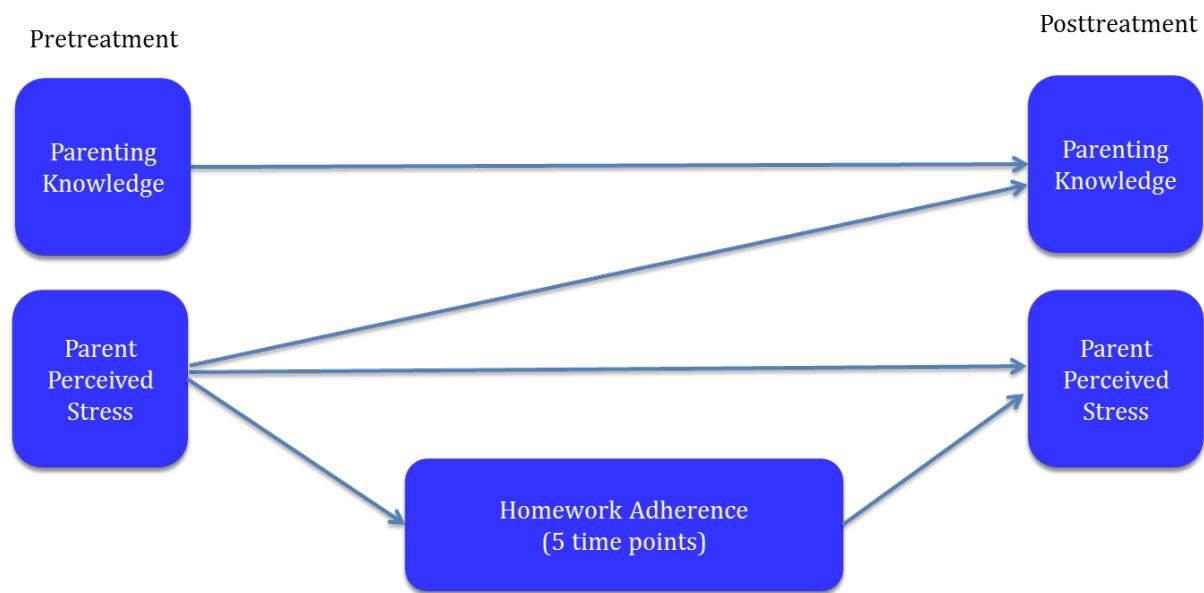 Pretreatment
Posttreatment
Parenting
Knowledge
Parenting
Knowledge
Parent
Perceived
Stress
Parent
Perceived
Stress
Homework Adherence
(5 time points)